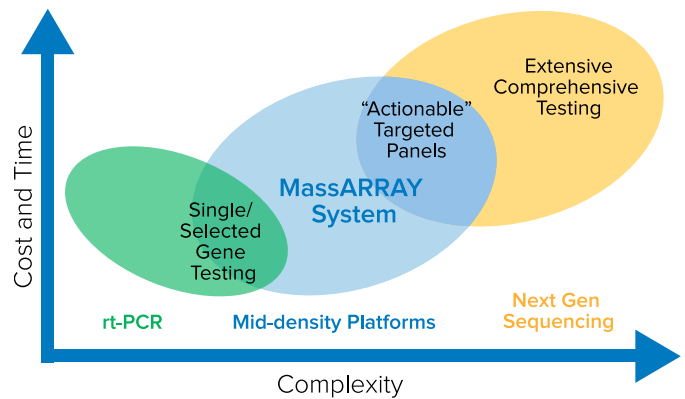 Cost and Time
Extensive
Comprehensive
Testing
“Actionable”
Targeted
Panels
MassARRAY
System
Single/
Selected
Gene
Testing
rt-PCR
Mid-density Platforms
Next Gen
Sequencing
Complexity